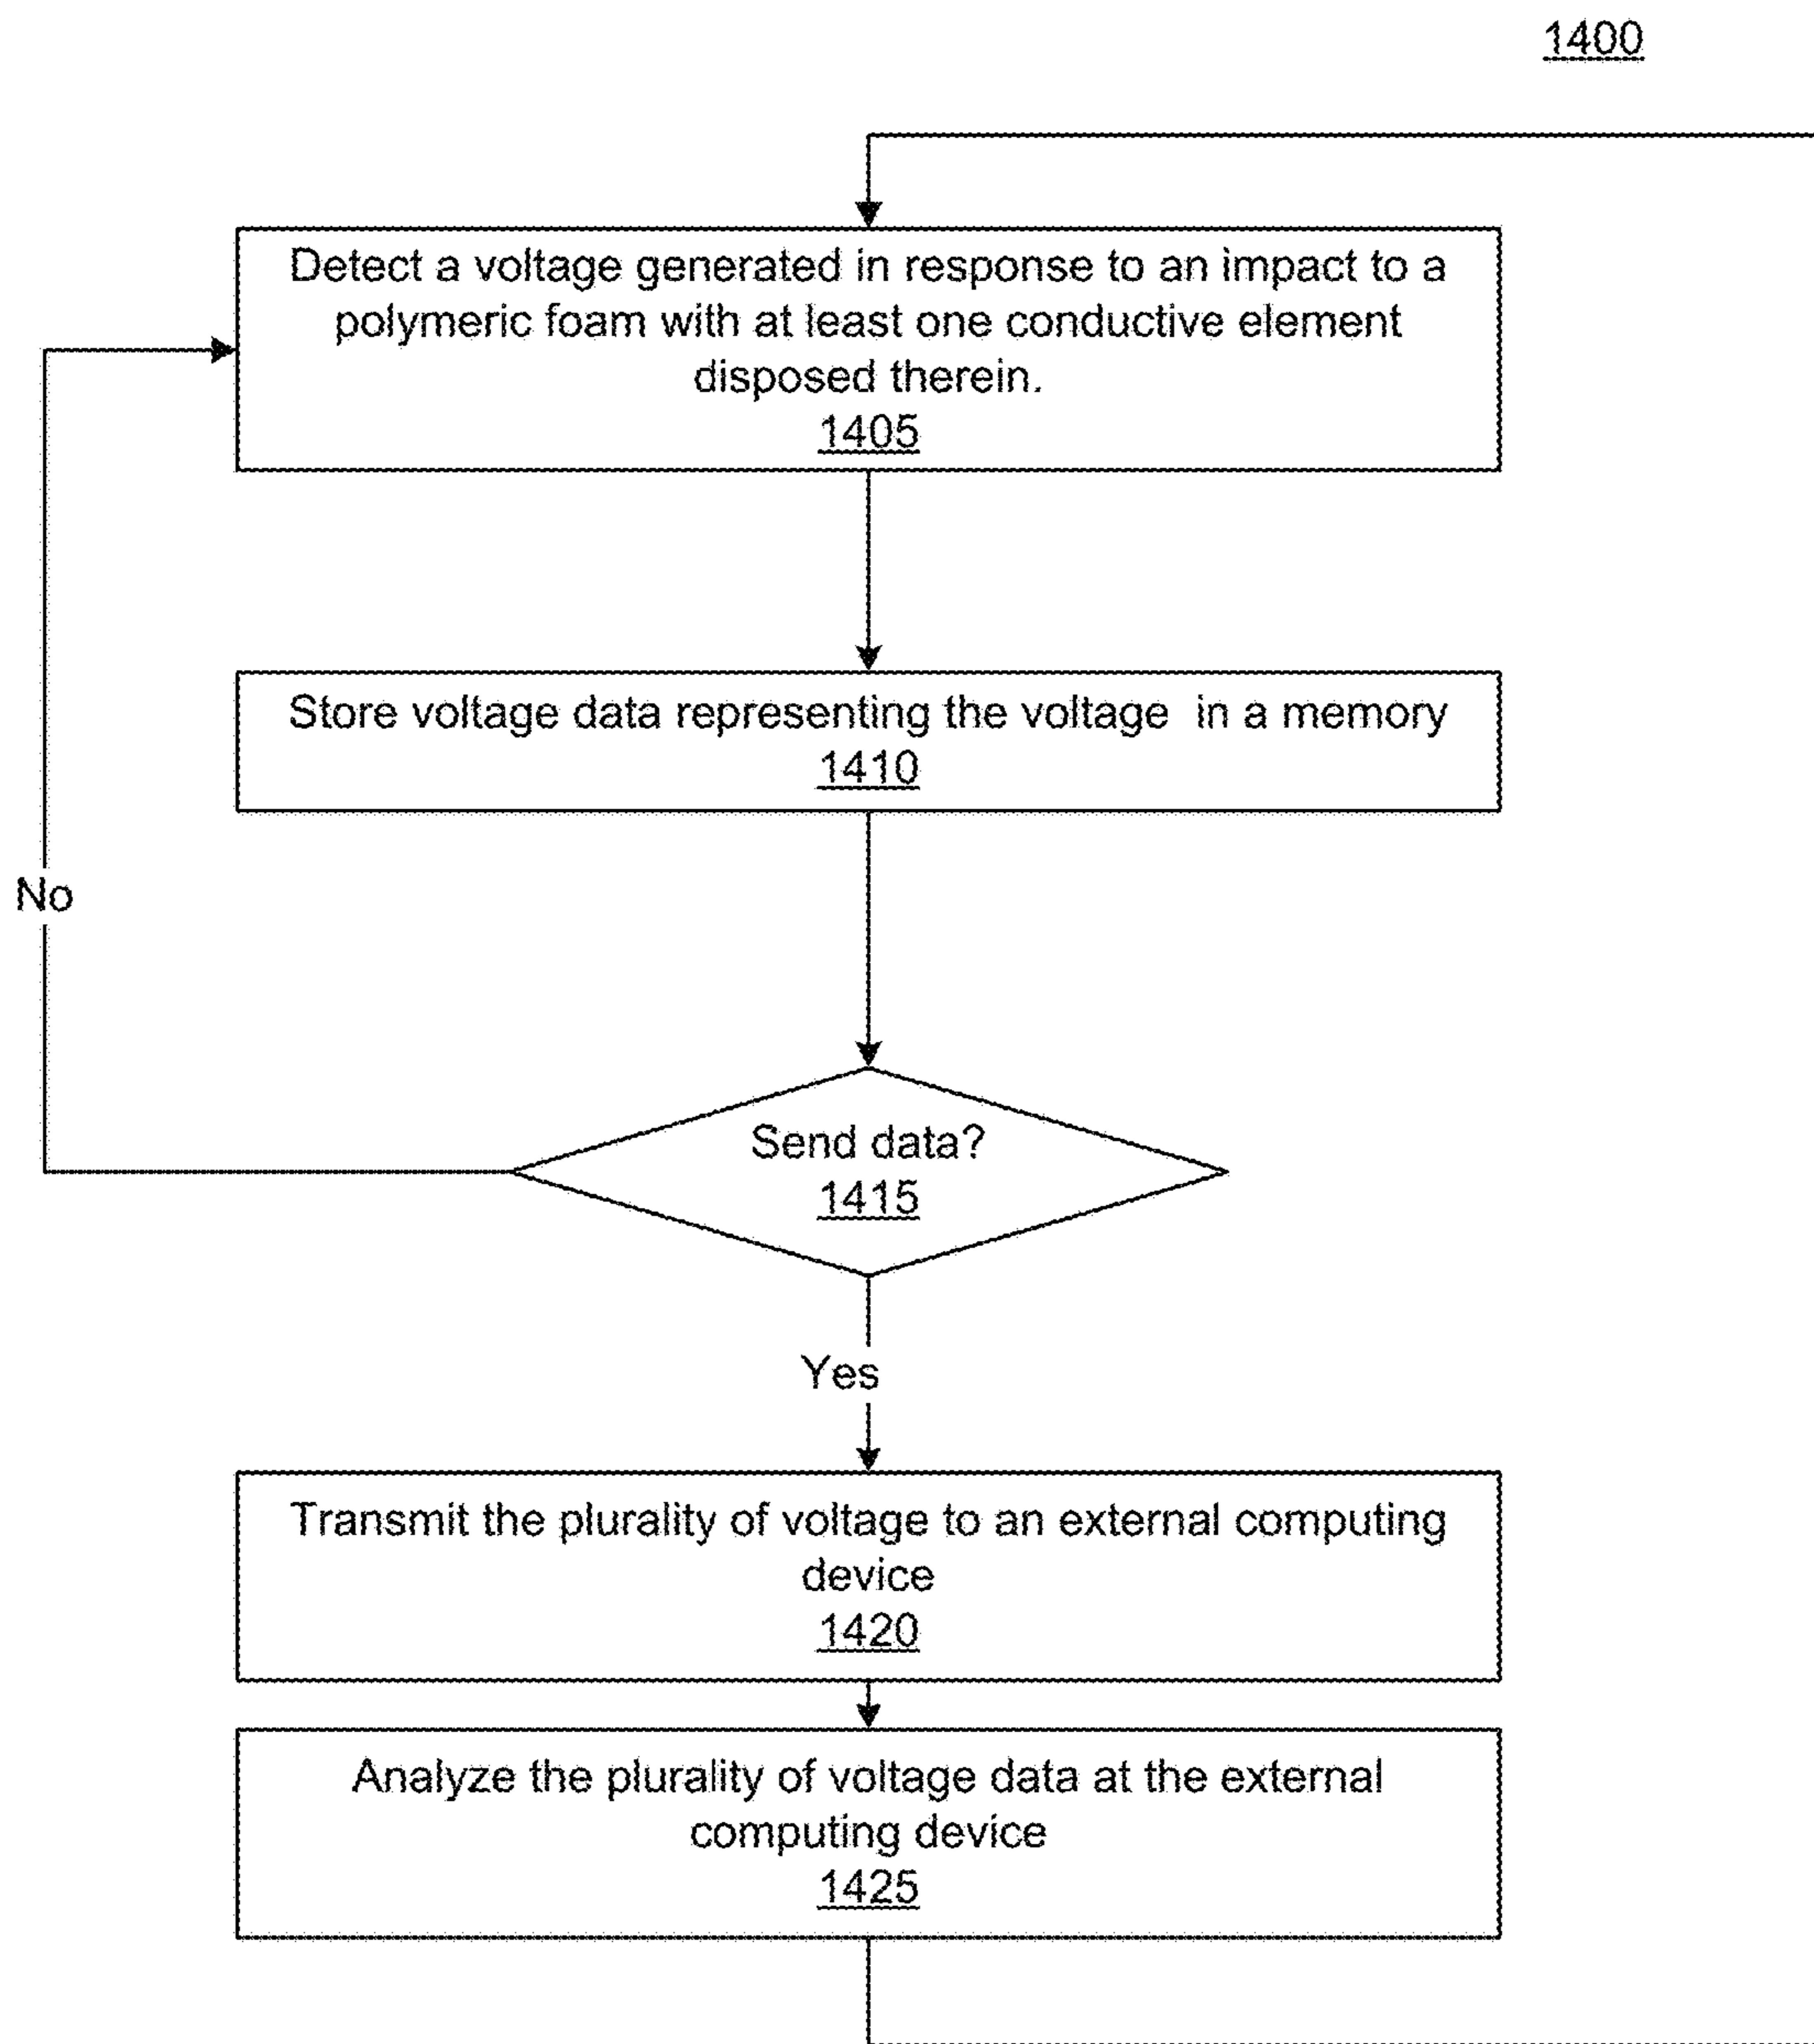 1400
Detect a voltage generated in response to an impact to a
polymeric foam with at least one conductive element
disposed therein.
1405
Store voltage data representing the voltage  in a memory
1410
No
Send data?
1415
Yes
Transmit the plurality of voltage to an external computing
device
1420
Analyze the plurality of voltage data at the external
computing device
1425